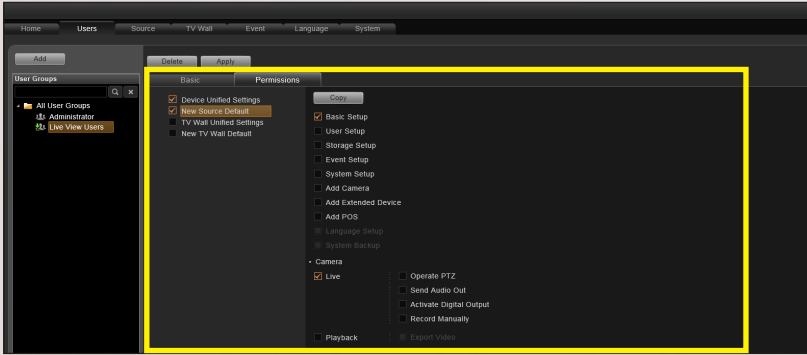 Home Users Source TV Wall Event Language System
Add Delete Apply
User Groups Basic Permissions
All User Groups
Administrator
Live View Users
Device Unified Settings
New Source Default
TV Wall Unified Settings
New TV Wall Default
Copy
Basic Setup
User Setup
Storage Setup
Event Setup
System Setup
Add Camera
Add Extended Device
Add POS
Language Setup
System Backup
Camera
Live Operate PTZ
Send Audio Out
Activate Digital Output
Record Manually
Playback Export Video